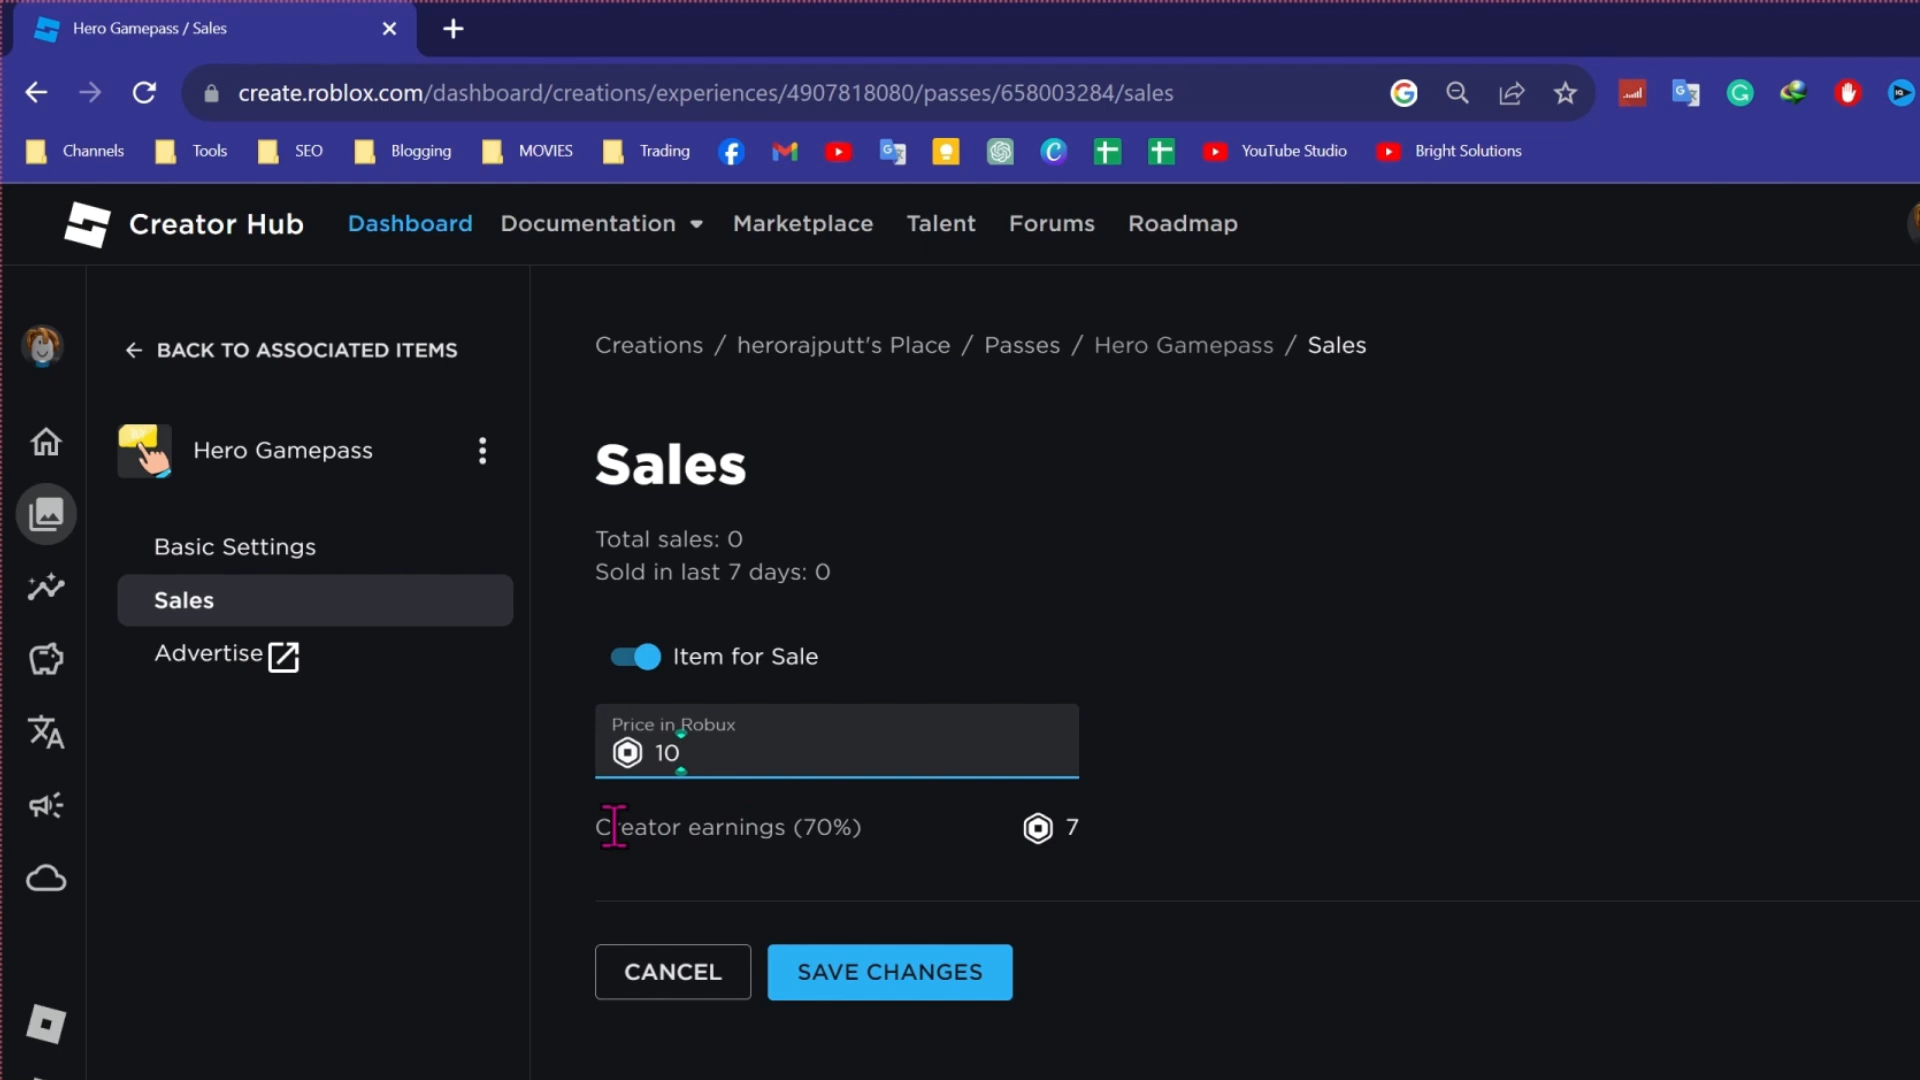 Hero Gamepass / Sales
create.roblox.com/dashboard/creations/experiences/4907818080/passes/658003284/sales
Channels Tools SEO Blogging MOVIES Trading YouTube Studio Bright Solutions
Creator Hub Dashboard Documentation Marketplace Talent Forums Roadmap
BACK TO ASSOCIATED ITEMS
Hero Gamepass
Basic Settings
Sales
Advertise
Creations / herorajputt's Place / Passes / Hero Gamepass / Sales
Sales
Total sales: 0
Sold in last 7 days: 0
Item for Sale
Price in Robux
10
Creator earnings (70%) 7
CANCEL SAVE CHANGES